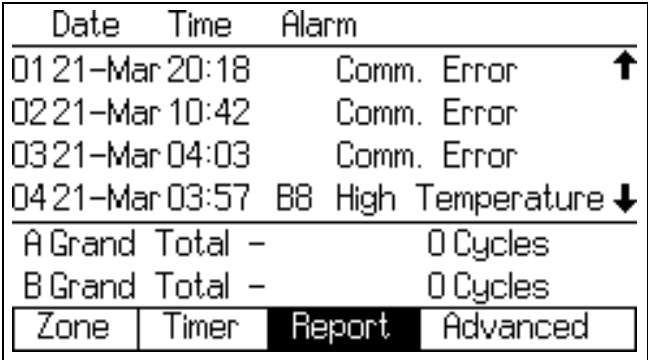 Date Time Alarm
01 21-Mar 20:18 Comm. Error
02 21-Mar 10:42 Comm. Error
03 21-Mar 04:03 Comm. Error
04 21-Mar 03:57 B8 High Temperature
A Grand Total - 0 Cycles
B Grand Total - 0 Cycles
Zone Timer Report Advanced